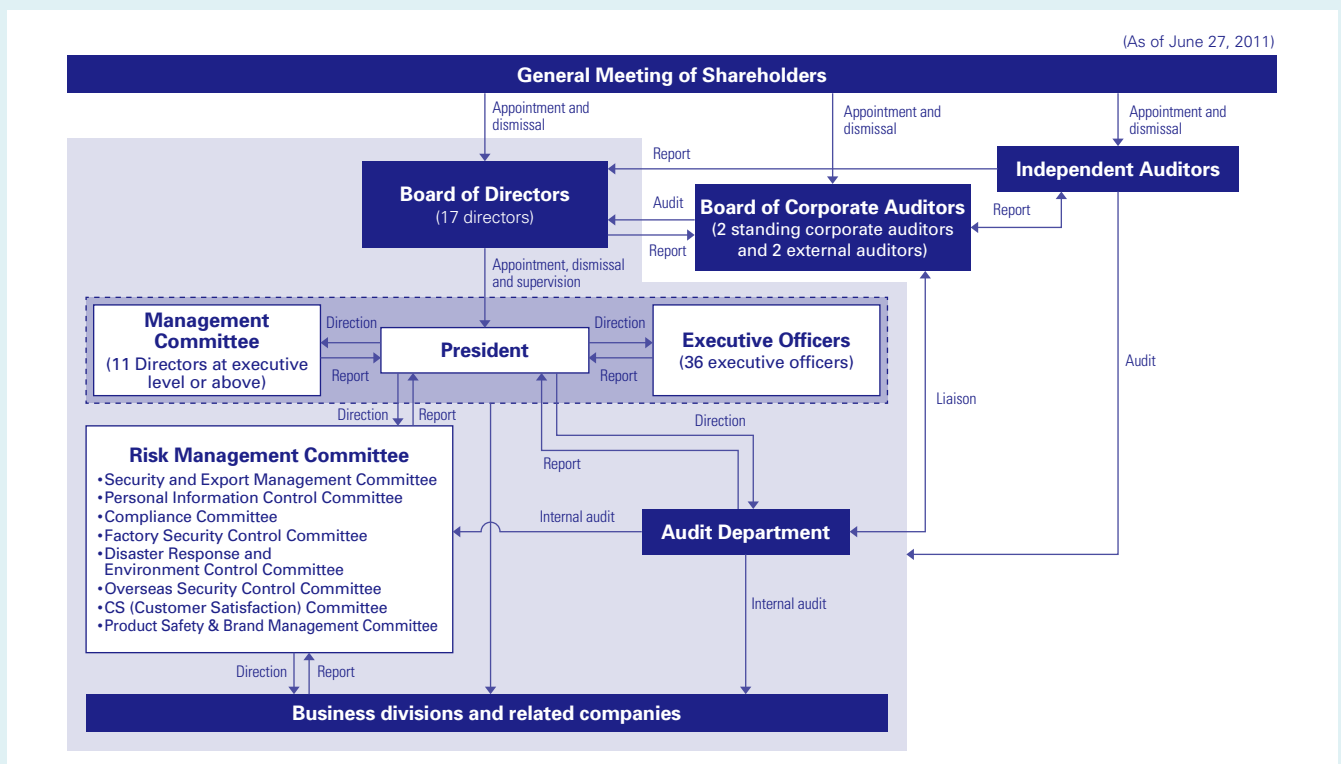 (As of June 27, 2011)
General Meeting of Shareholders
Appointment and
dismissal
Appointment and
dismissal
Appointment and
dismissal
Report
Independent Auditors
Board of Directors
(17 directors)
Audit
Report
Board of Corporate Auditors
(2 standing corporate auditors
and 2 external auditors)
Report
Appointment, dismissal
and supervision
Management
Committee
(11 Directors at executive
level or above)
Direction
Report
President
Direction
Report
Executive Officers
(36 executive officers)
Audit
Liaison
Direction
Report
Direction
Report
Risk Management Committee
•Security and Export Management Committee
•Personal Information Control Committee
•Compliance Committee
•Factory Security Control Committee
•Disaster Response and
Environment Control Committee
•Overseas Security Control Committee
•CS (Customer Satisfaction) Committee
•Product Safety & Brand Management Committee
Internal audit
Audit Department
Internal audit
Direction
Report
Business divisions and related companies